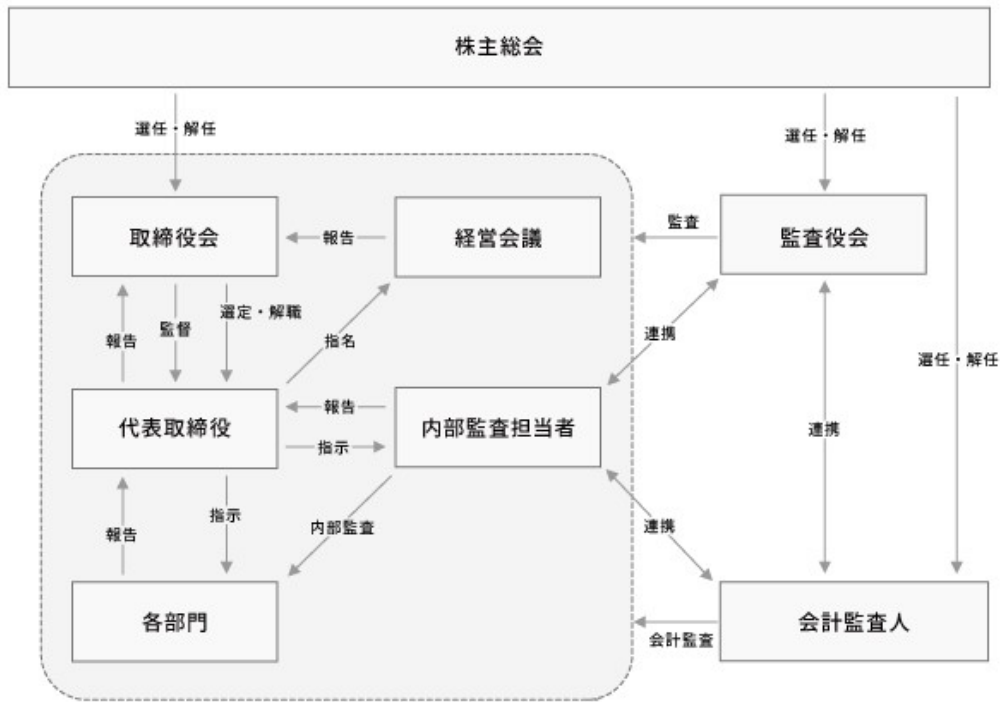 株主総会
選任・解任
選任・解任
取締役会
報告
経営会議
監査
監査役会
報告
監督
選定・解職
指名
連携
選任・解任
代表取締役
報告
指示
内部監査担当者
連携
報告
指示
内部監査
連携
各部門
会計監査
会計監査人